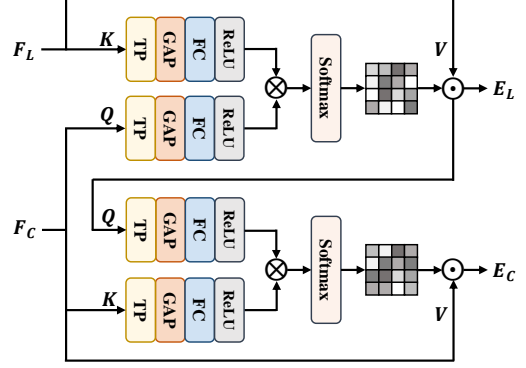 F_L
K
TP
GAP
FC
ReLU
Softmax
V
E_L
Q
TP
GAP
FC
ReLU
F_C
Q
TP
GAP
FC
ReLU
Softmax
E_C
K
TP
GAP
FC
ReLU
V